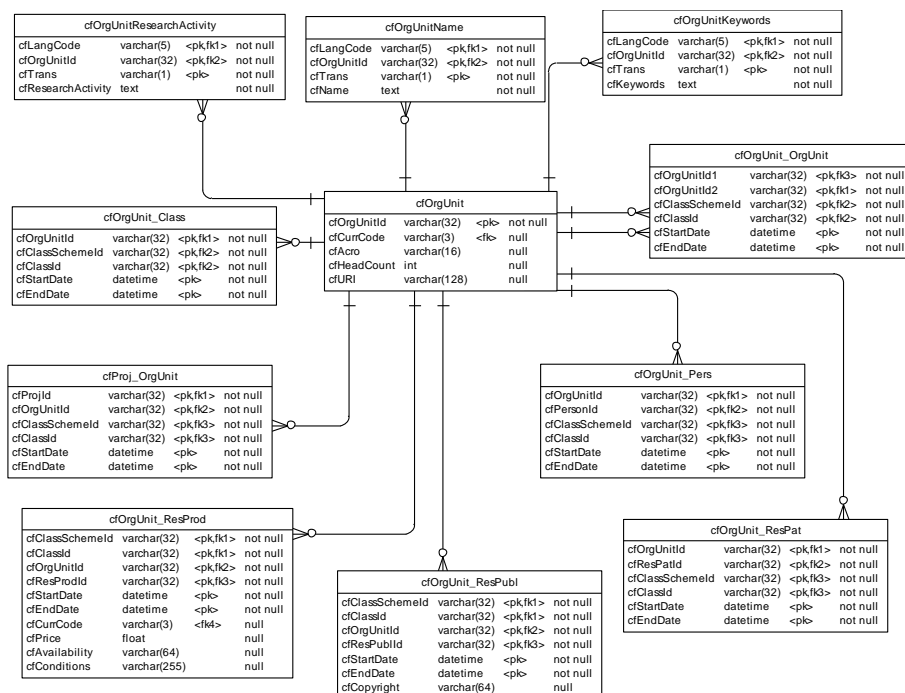 cfOrgUnitResearchActivity
cfLangCode varchar(5) <pk,fk1> not null
cfOrgUnitId varchar(32) <pk,fk2> not null
cfTrans varchar(1) <pk> not null
cfResearchActivity text not null
cfOrgUnitName
cfLangCode varchar(5) <pk,fk1> not null
cfOrgUnitId varchar(32) <pk,fk2> not null
cfTrans varchar(1) <pk> not null
cfName text not null
cfOrgUnitKeywords
cfLangCode varchar(5) <pk,fk1> not null
cfOrgUnitId varchar(32) <pk,fk2> not null
cfTrans varchar(1) <pk> not null
cfKeywords text not null
cfOrgUnit_OrgUnit
cfOrgUnitId1 varchar(32) <pk,fk3> not null
cfOrgUnitId2 varchar(32) <pk,fk1> not null
cfClassSchemeId varchar(32) <pk,fk2> not null
cfClassId varchar(32) <pk,fk2> not null
cfStartDate datetime <pk> not null
cfEndDate datetime <pk> not null
cfOrgUnit
cfOrgUnitId varchar(32) <pk> not null
cfCurrCode varchar(3) <fk> null
cfAcro varchar(16) null
cfHeadCount int null
cfURI varchar(128) null
cfOrgUnit_Class
cfOrgUnitId varchar(32) <pk,fk1> not null
cfClassSchemeId varchar(32) <pk,fk2> not null
cfClassId varchar(32) <pk,fk2> not null
cfStartDate datetime <pk> not null
cfEndDate datetime <pk> not null
cfProj_OrgUnit
cfProjId varchar(32) <pk,fk1> not null
cfOrgUnitId varchar(32) <pk,fk2> not null
cfClassSchemeId varchar(32) <pk,fk3> not null
cfClassId varchar(32) <pk,fk3> not null
cfStartDate datetime <pk> not null
cfEndDate datetime <pk> not null
cfOrgUnit_Pers
cfOrgUnitId varchar(32) <pk,fk1> not null
cfPersonId varchar(32) <pk,fk2> not null
cfClassSchemeId varchar(32) <pk,fk3> not null
cfClassId varchar(32) <pk,fk3> not null
cfStartDate datetime <pk> not null
cfEndDate datetime <pk> not null
cfOrgUnit_ResProd
cfClassSchemeId varchar(32) <pk,fk1> not null
cfClassId varchar(32) <pk,fk1> not null
cfOrgUnitId varchar(32) <pk,fk2> not null
cfResProdId varchar(32) <pk,fk3> not null
cfStartDate datetime <pk> not null
cfEndDate datetime <pk> not null
cfCurrCode varchar(3) <fk4> null
cfPrice float null
cfAvailability varchar(64) null
cfConditions varchar(255) null
cfOrgUnit_ResPubl
cfClassSchemeId varchar(32) <pk,fk1> not null
cfClassId varchar(32) <pk,fk1> not null
cfOrgUnitId varchar(32) <pk,fk2> not null
cfResPublId varchar(32) <pk,fk3> not null
cfStartDate datetime <pk> not null
cfEndDate datetime <pk> not null
cfCopyright varchar(64) null
cfOrgUnit_ResPat
cfOrgUnitId varchar(32) <pk,fk1> not null
cfResPatId varchar(32) <pk,fk2> not null
cfClassSchemeId varchar(32) <pk,fk3> not null
cfClassId varchar(32) <pk,fk3> not null
cfStartDate datetime <pk> not null
cfEndDate datetime <pk> not null